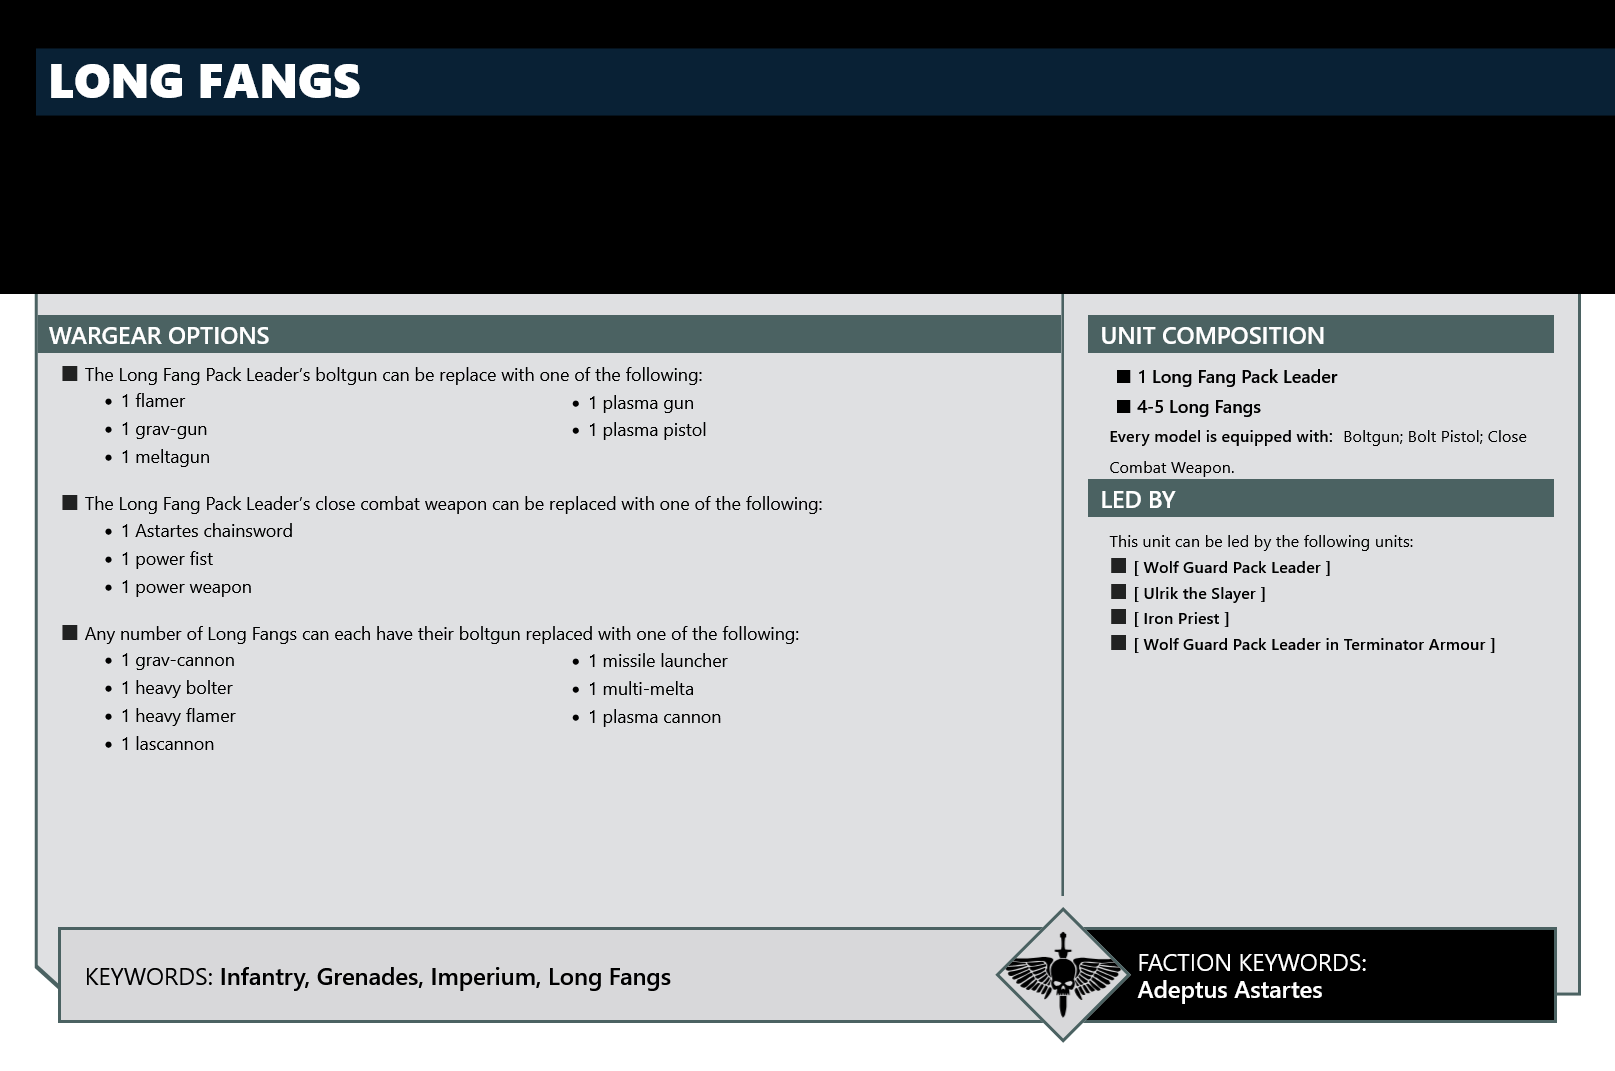 LONG FANGS
WARGEAR OPTIONS
The Long Fang Pack Leader's boltgun can be replace with one of the following:
• 1 flamer
• 1 grav-gun
• 1 meltagun
• 1 plasma gun
• 1 plasma pistol
The Long Fang Pack Leader's close combat weapon can be replaced with one of the following:
• 1 Astartes chainsword
• 1 power fist
• 1 power weapon
Any number of Long Fangs can each have their boltgun replaced with one of the following:
• 1 grav-cannon
• 1 heavy bolter
• 1 heavy flamer
• 1 lascannon
• 1 missile launcher
• 1 multi-melta
• 1 plasma cannon
UNIT COMPOSITION
1 Long Fang Pack Leader
4-5 Long Fangs
Every model is equipped with: Boltgun; Bolt Pistol; Close
Combat Weapon.
LED BY
This unit can be led by the following units:
[ Wolf Guard Pack Leader ]
[ Ulrik the Slayer ]
[ Iron Priest ]
[ Wolf Guard Pack Leader in Terminator Armour ]
KEYWORDS: Infantry, Grenades, Imperium, Long Fangs
FACTION KEYWORDS:
Adeptus Astartes